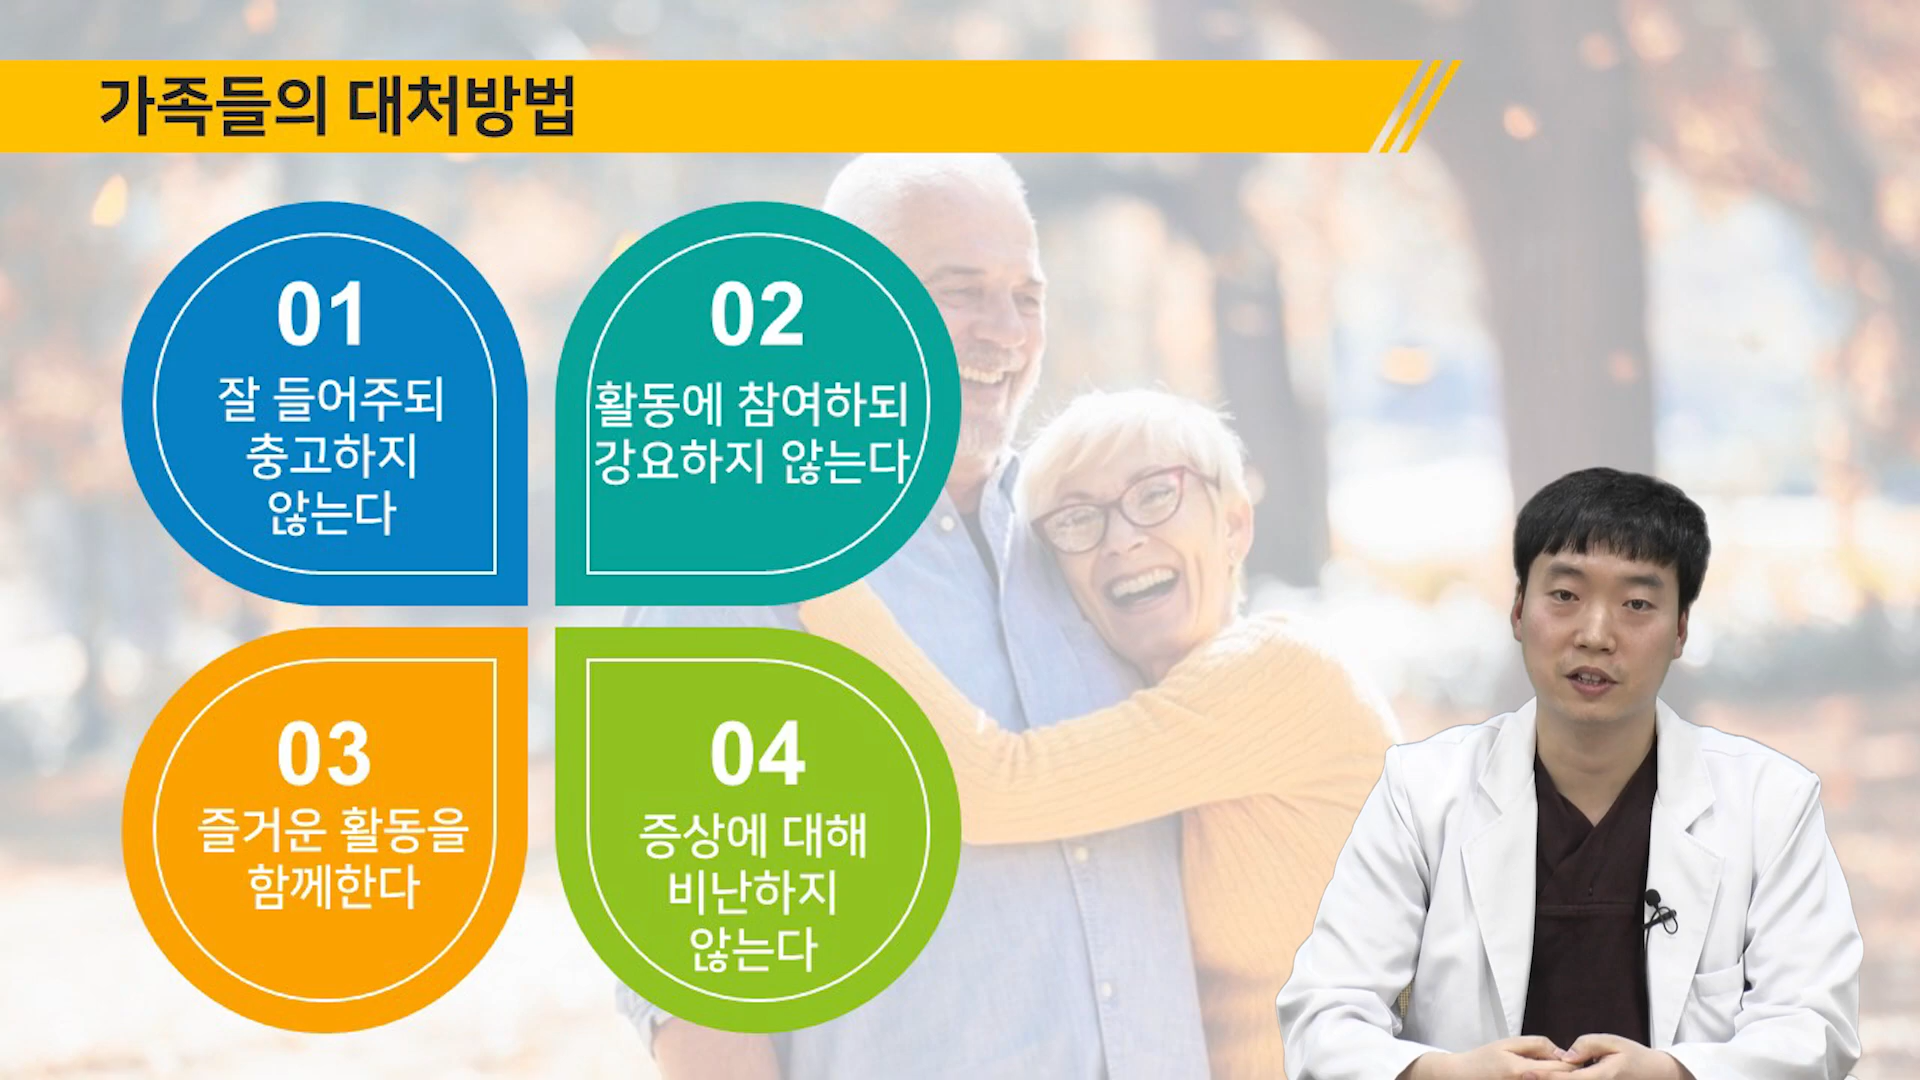 가족들의 대처방법
01
잘 들어주되
충고하지
않는다
02
활동에 참여하되
강요하지 않는다
03
즐거운 활동을
함께한다
04
증상에 대해
비난하지
않는다